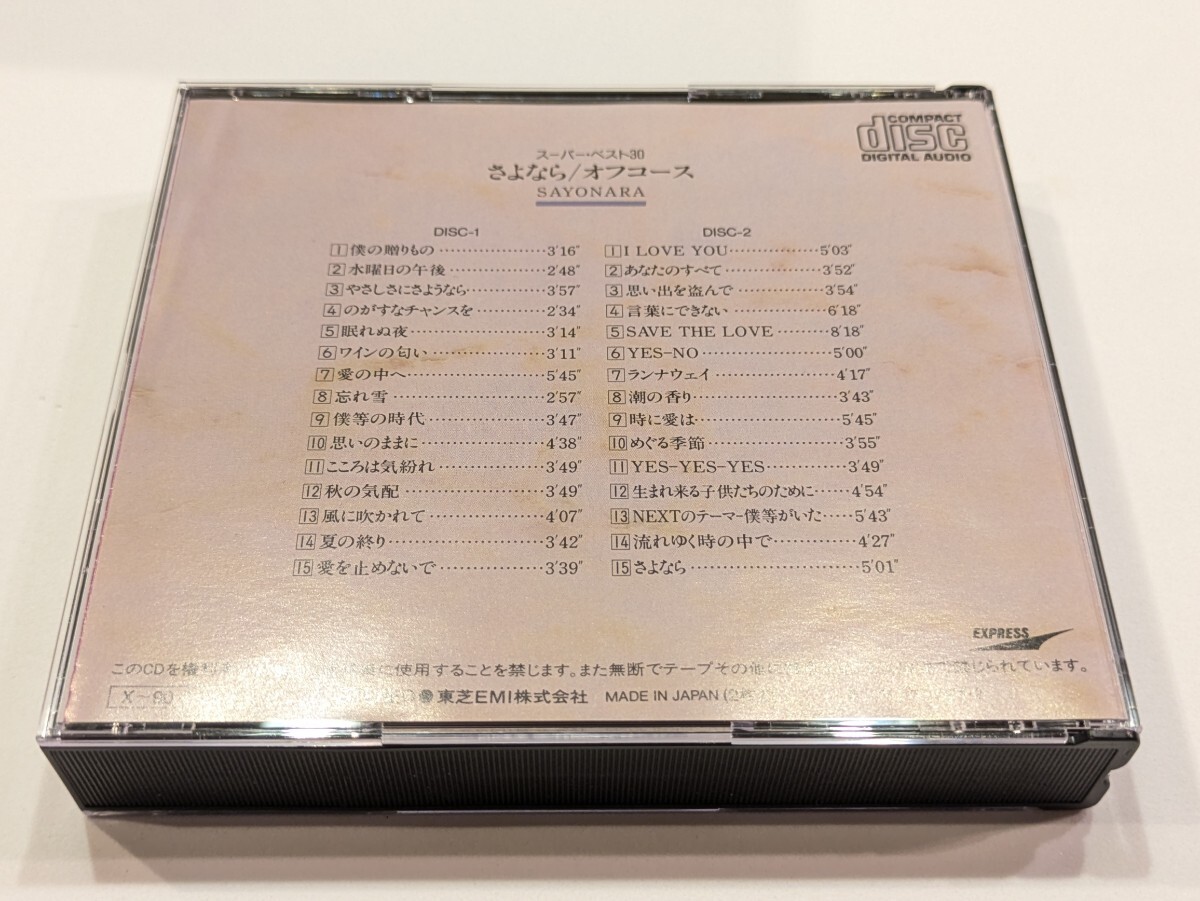 COMPACT
disc
DIGITAL AUDIO
スーパー・ベスト30
さよなら/オフコース
SAYONARA
DISC-1
1 僕の贈りもの 3'16"
2 水曜日の午後 2'48"
3 やさしさにさようなら 3'57"
4 のがすなチャンスを 2'34"
5 眠れぬ夜 3'14"
6 ワインの匂い 3'11"
7 愛の中へ 5'45"
8 忘れ雪 2'57"
9 僕等の時代 3'47"
10 思いのままに 4'38"
11 こころは気紛れ 3'49"
12 秋の気配 3'49"
13 風に吹かれて 4'07"
14 夏の終り 3'42"
15 愛を止めないで 3'39"
DISC-2
1 I LOVE YOU 5'03"
2 あなたのすべて 3'52"
3 思い出を盗んで 3'54"
4 言葉にできない 6'18"
5 SAVE THE LOVE 8'18"
6 YES-NO 5'00"
7 ランナウェイ 4'17"
8 潮の香り 3'43"
9 時に愛は 5'45"
10 めぐる季節 3'55"
11 YES-YES-YES 3'49"
12 生まれ来る子供たちのために 4'54"
13 NEXTのテーマ-僕等がいた 5'43"
14 流れゆく時の中で 4'27"
15 さよなら 5'01"
EXPRESS
このCDを に使用することを禁じます。また無断でテープその他に じられています。
X-90 東芝EMI株式会社 MADE IN JAPAN